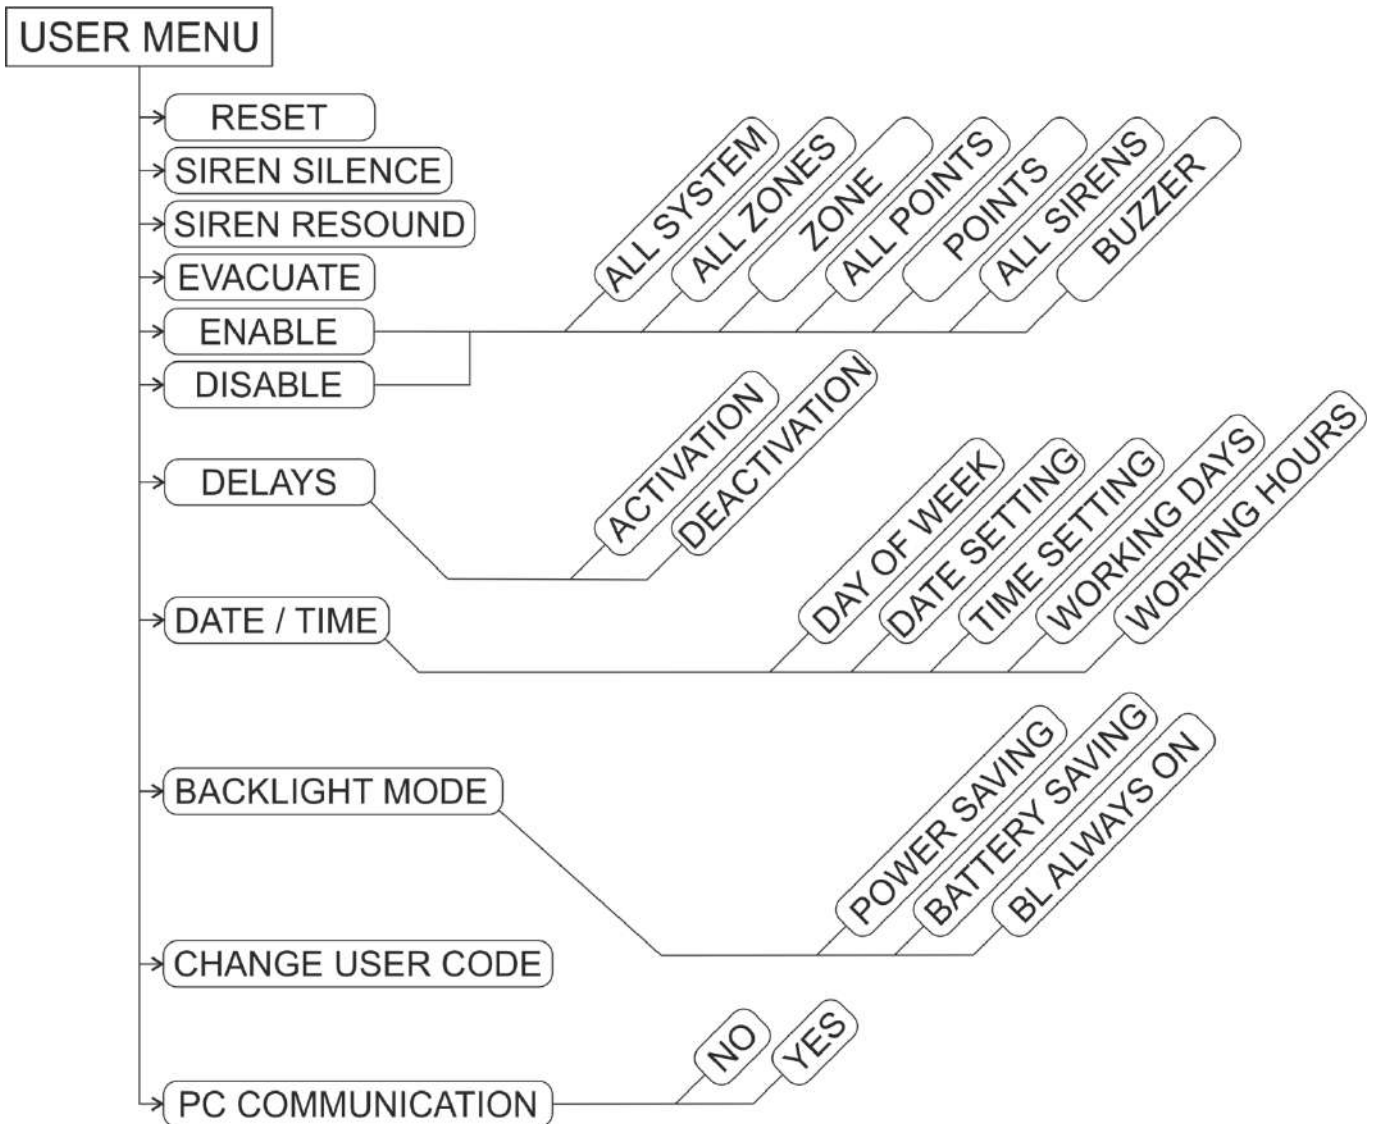 USER MENU
RESET
SIREN SILENCE
SIREN RESOUND
EVACUATE
ENABLE
DISABLE
ALL SYSTEM
ALL ZONES
ZONE
ALL POINTS
POINTS
ALL SIRENS
BUZZER
DELAYS
ACTIVATION
DEACTIVATION
DATE / TIME
DAY OF WEEK
DATE SETTING
TIME SETTING
WORKING DAYS
WORKING HOURS
BACKLIGHT MODE
POWER SAVING
BATTERY SAVING
BL ALWAYS ON
CHANGE USER CODE
PC COMMUNICATION
NO
YES